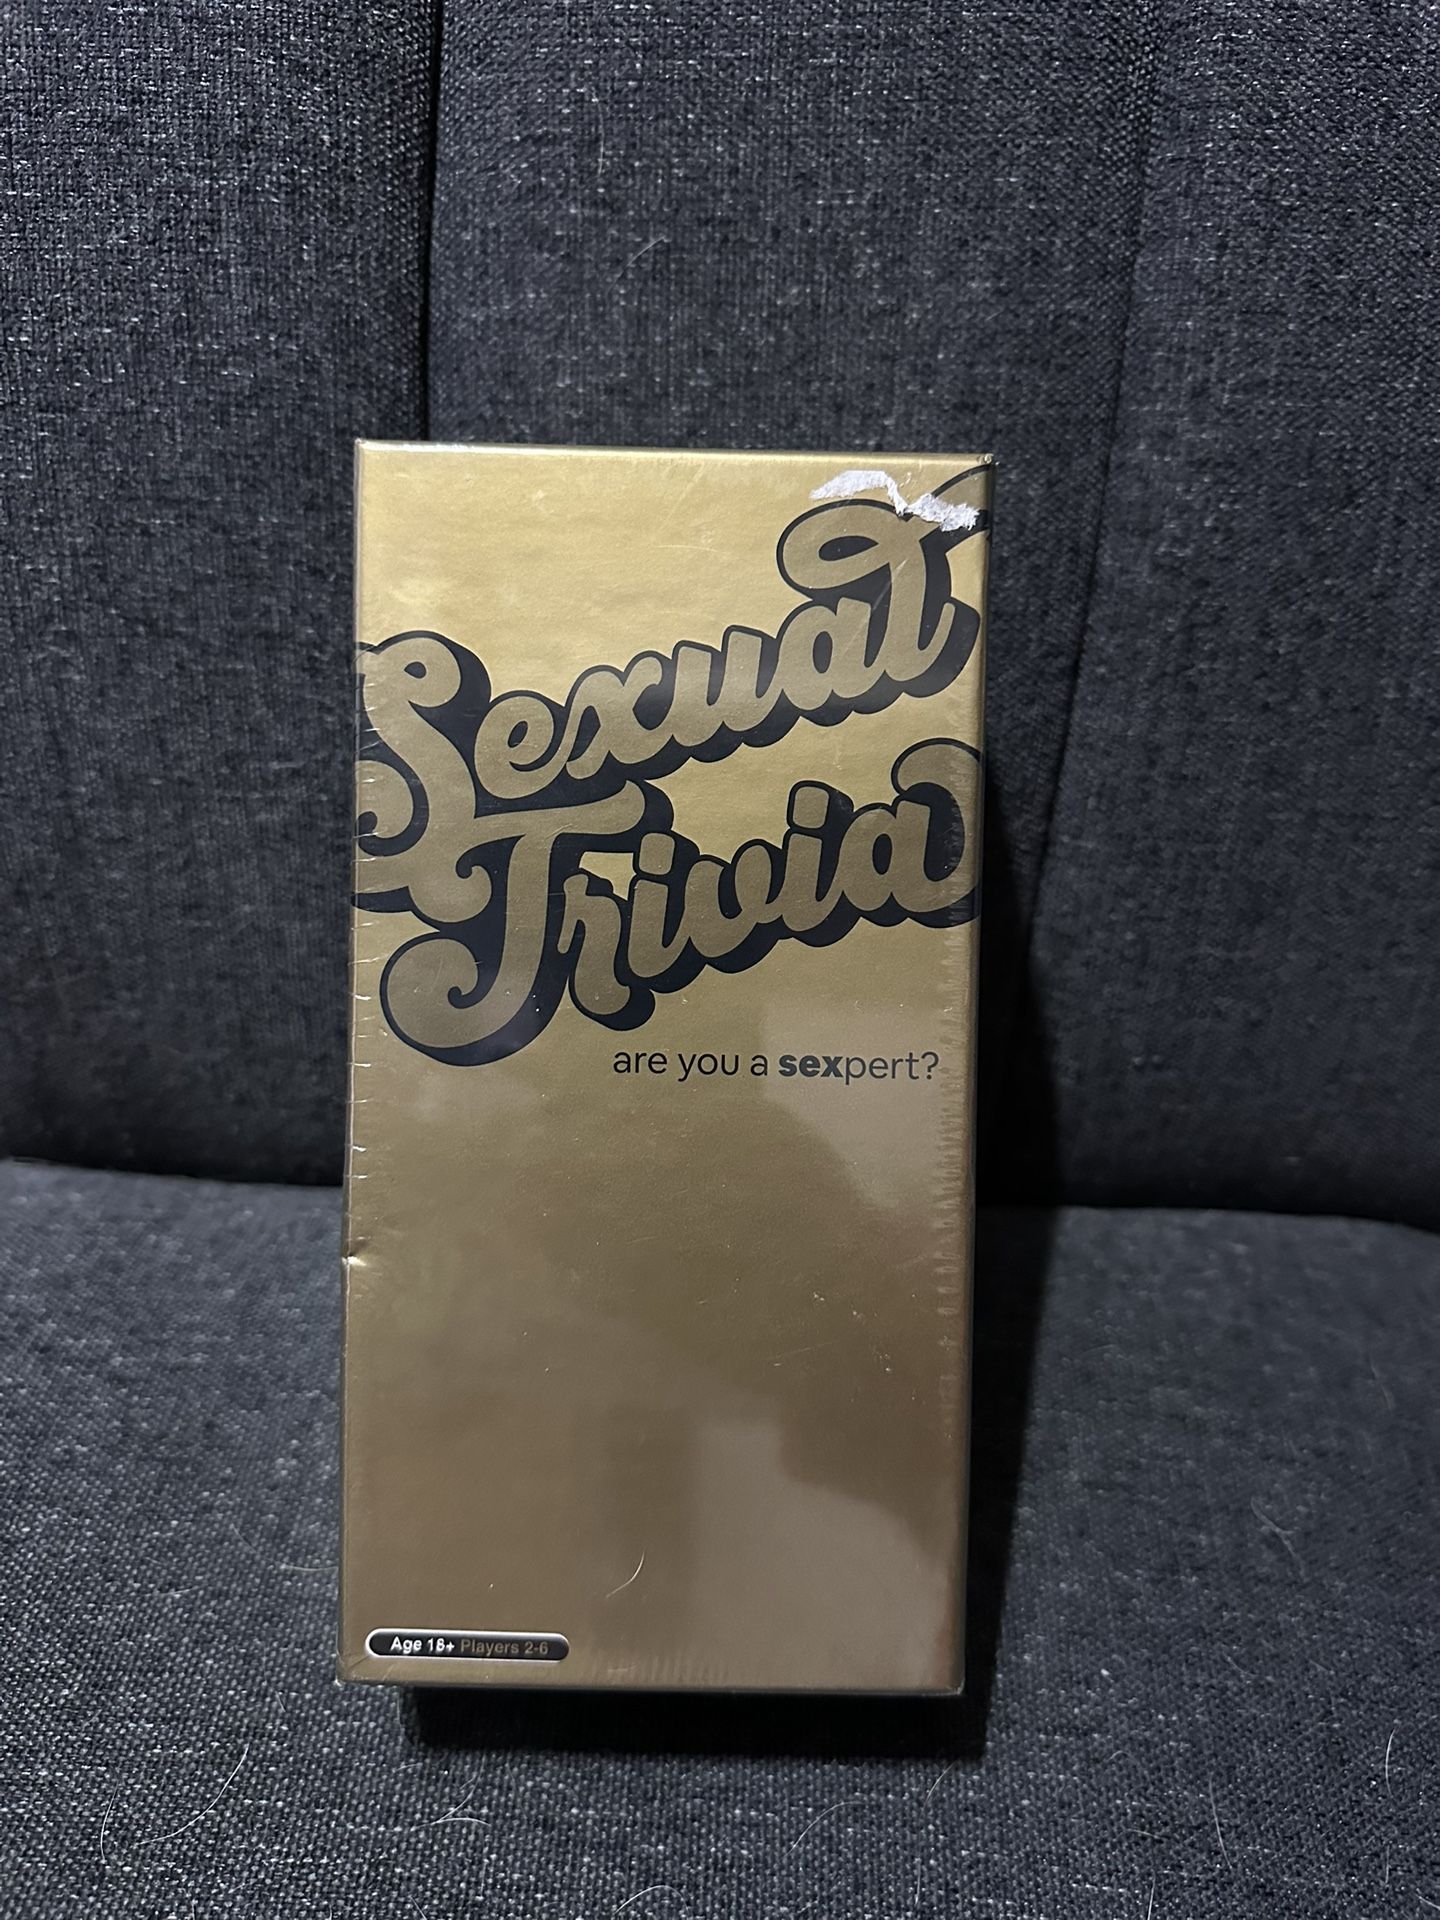 Sexual
Trivia
are you a sexpert?
Age 18+ Players 2-6